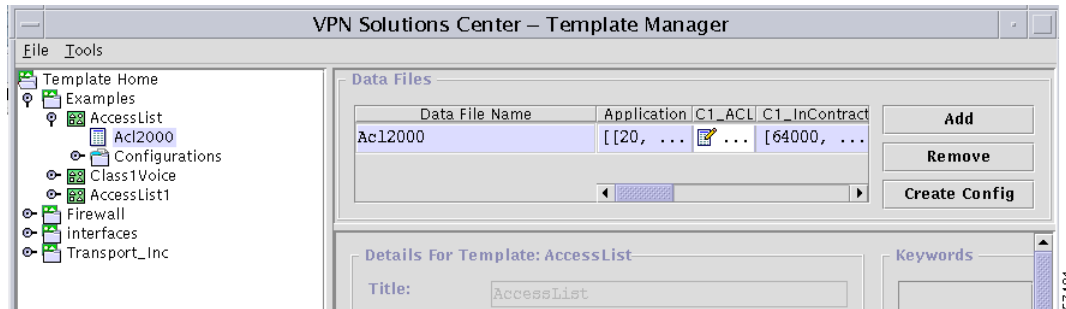 VPN Solutions Center – Template Manager
File Tools
Template Home
Examples
AccessList
Acl2000
Configurations
Class1Voice
AccessList1
Firewall
interfaces
Transport_Inc
Data Files
Data File Name Application C1_ACL C1_InContract
Acl2000 [[20, ... ... [64000, ...
Add
Remove
Create Config
Details For Template: AccessList
Title: AccessList
Keywords